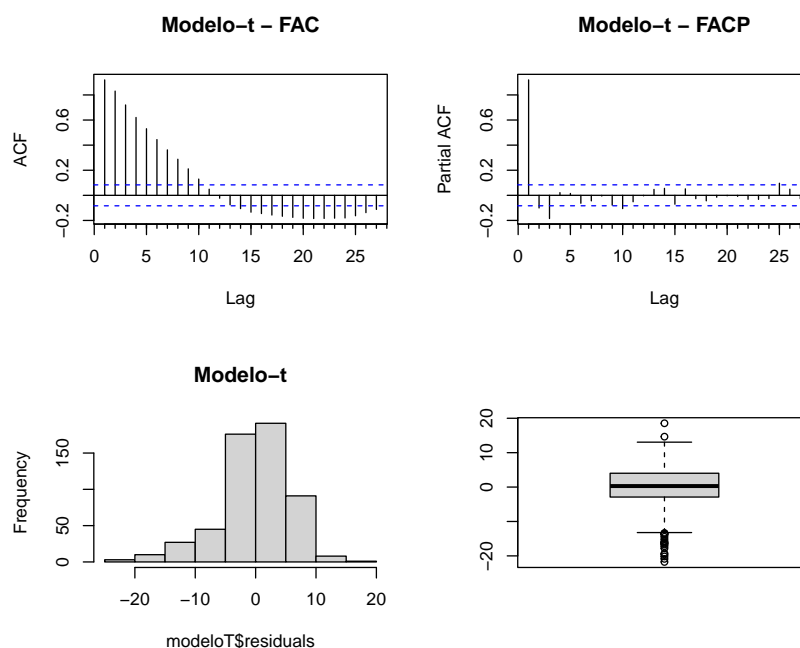 Modelo−t − FAC
ACF
−0.2 0.2 0.6
0 5 10 15 20 25
Lag
Modelo−t − FACP
Partial ACF
−0.2 0.2 0.6
0 5 10 15 20 25
Lag
Modelo−t
Frequency
0 50 150
−20 −10 0 10 20
modeloT$residuals
−20 0 10 20